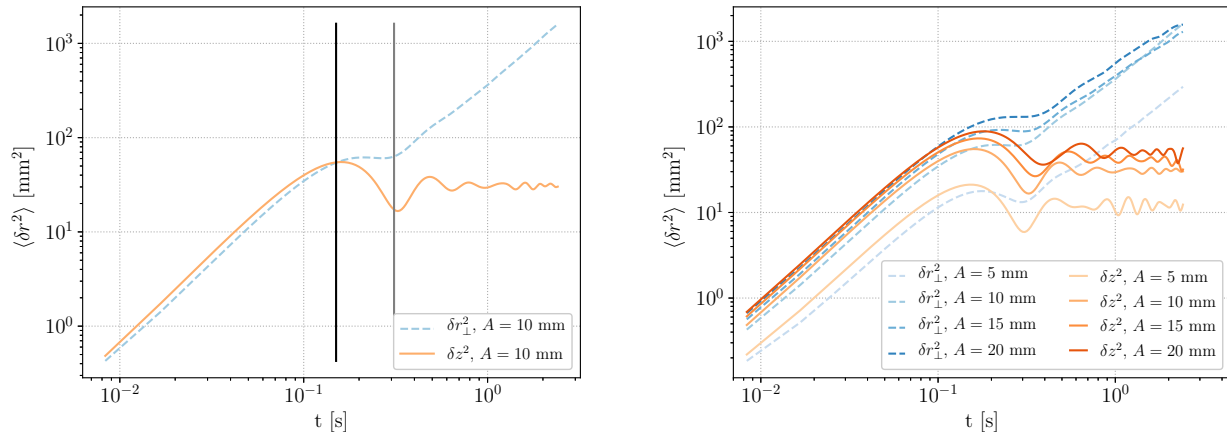 10³
10²
10¹
10⁰
⟨δr²⟩ [mm²]
10⁻²
10⁻¹
10⁰
t [s]
δr²⊥, A = 10 mm
δz², A = 10 mm
10³
10²
10¹
10⁰
⟨δr²⟩ [mm²]
10⁻²
10⁻¹
10⁰
t [s]
δr²⊥, A = 5 mm
δr²⊥, A = 10 mm
δr²⊥, A = 15 mm
δr²⊥, A = 20 mm
δz², A = 5 mm
δz², A = 10 mm
δz², A = 15 mm
δz², A = 20 mm